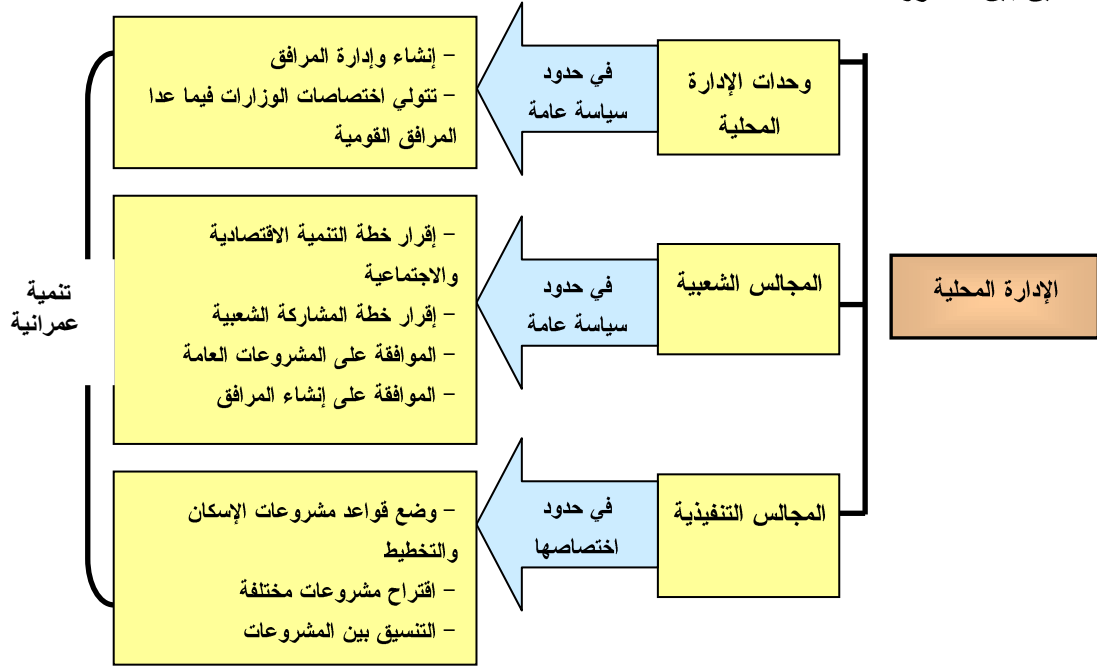 الإدارة المحلية
وحدات الإدارة
المحلية
في حدود
سياسة عامة
- إنشاء وإدارة المرافق
- تتولي اختصاصات الوزارات فيما عدا
المرافق القومية
المجالس الشعبية
في حدود
سياسة عامة
- إقرار خطة التنمية الاقتصادية
والاجتماعية
- إقرار خطة المشاركة الشعبية
- الموافقة على المشروعات العامة
- الموافقة على إنشاء المرافق
المجالس التنفيذية
في حدود
اختصاصها
- وضع قواعد مشروعات الإسكان
والتخطيط
- اقتراح مشروعات مختلفة
- التنسيق بين المشروعات
تنمية
عمرانية